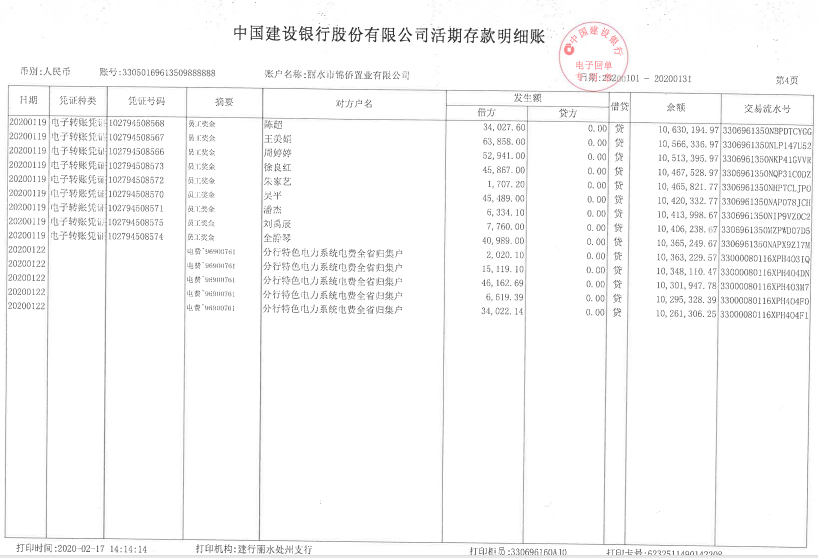 中国建设银行股份有限公司活期存款明细账
中国建设银行
电子回单
币别:人民币 账号:33050169613509888888 账户名称:丽水市锦侨置业有限公司 日期:20200101 - 20200131 第4页
日期 凭证种类 凭证号码 摘要 对方户名 发生额 借贷 余额 交易流水号
借方 贷方
20200119 电子转账凭证 102794508568 员工奖金 陈超 34,027.60 0.00 贷 10,630,194.97 3306961350NBPDTCYGG
20200119 电子转账凭证 102794508567 员工奖金 王美娟 63,858.00 0.00 贷 10,566,336.97 3306961350NLP147U52
20200119 电子转账凭证 102794508566 员工奖金 周婷婷 52,941.00 0.00 贷 10,513,395.97 3306961350NKP41GVVR
20200119 电子转账凭证 102794508573 员工奖金 徐良红 45,867.00 0.00 贷 10,467,528.97 3306961350NQP31CODZ
20200119 电子转账凭证 102794508572 员工奖金 朱家艺 1,707.20 0.00 贷 10,465,821.77 3306961350NHPTCLJPO
20200119 电子转账凭证 102794508570 员工奖金 吴平 45,489.00 0.00 贷 10,420,332.77 3306961350NAP078JCH
20200119 电子转账凭证 102794508571 员工奖金 潘杰 6,334.10 0.00 贷 10,413,998.67 3306961350NIP9VZ0C2
20200119 电子转账凭证 102794508575 员工奖金 刘禹辰 7,760.00 0.00 贷 10,406,238.67 3306961350MZPWD07D5
20200119 电子转账凭证 102794508574 员工奖金 40,989.00 0.00 贷 10,365,249.67 3306961350NAPX9Z17M
20200122 电费*96900761 分行特色电力系统电费全省归集户 2,020.10 0.00 贷 10,363,229.57 33000080116XPH4O3IQ
20200122 电费*96900761 分行特色电力系统电费全省归集户 15,119.10 0.00 贷 10,348,110.47 33000080116XPH4O4DN
20200122 电费*96900761 分行特色电力系统电费全省归集户 46,162.69 0.00 贷 10,301,947.78 33000080116XPH4O3M7
20200122 电费*96900761 分行特色电力系统电费全省归集户 6,619.39 0.00 贷 10,295,328.39 33000080116XPH4O4F0
20200122 电费*96900761 分行特色电力系统电费全省归集户 34,022.14 0.00 贷 10,261,306.25 33000080116XPH4O4F1
打印时间:2020-02-17 14:14:14 打印机构:建行丽水处州支行 打印柜员:330696160A10 打印卡号:6232511490142208